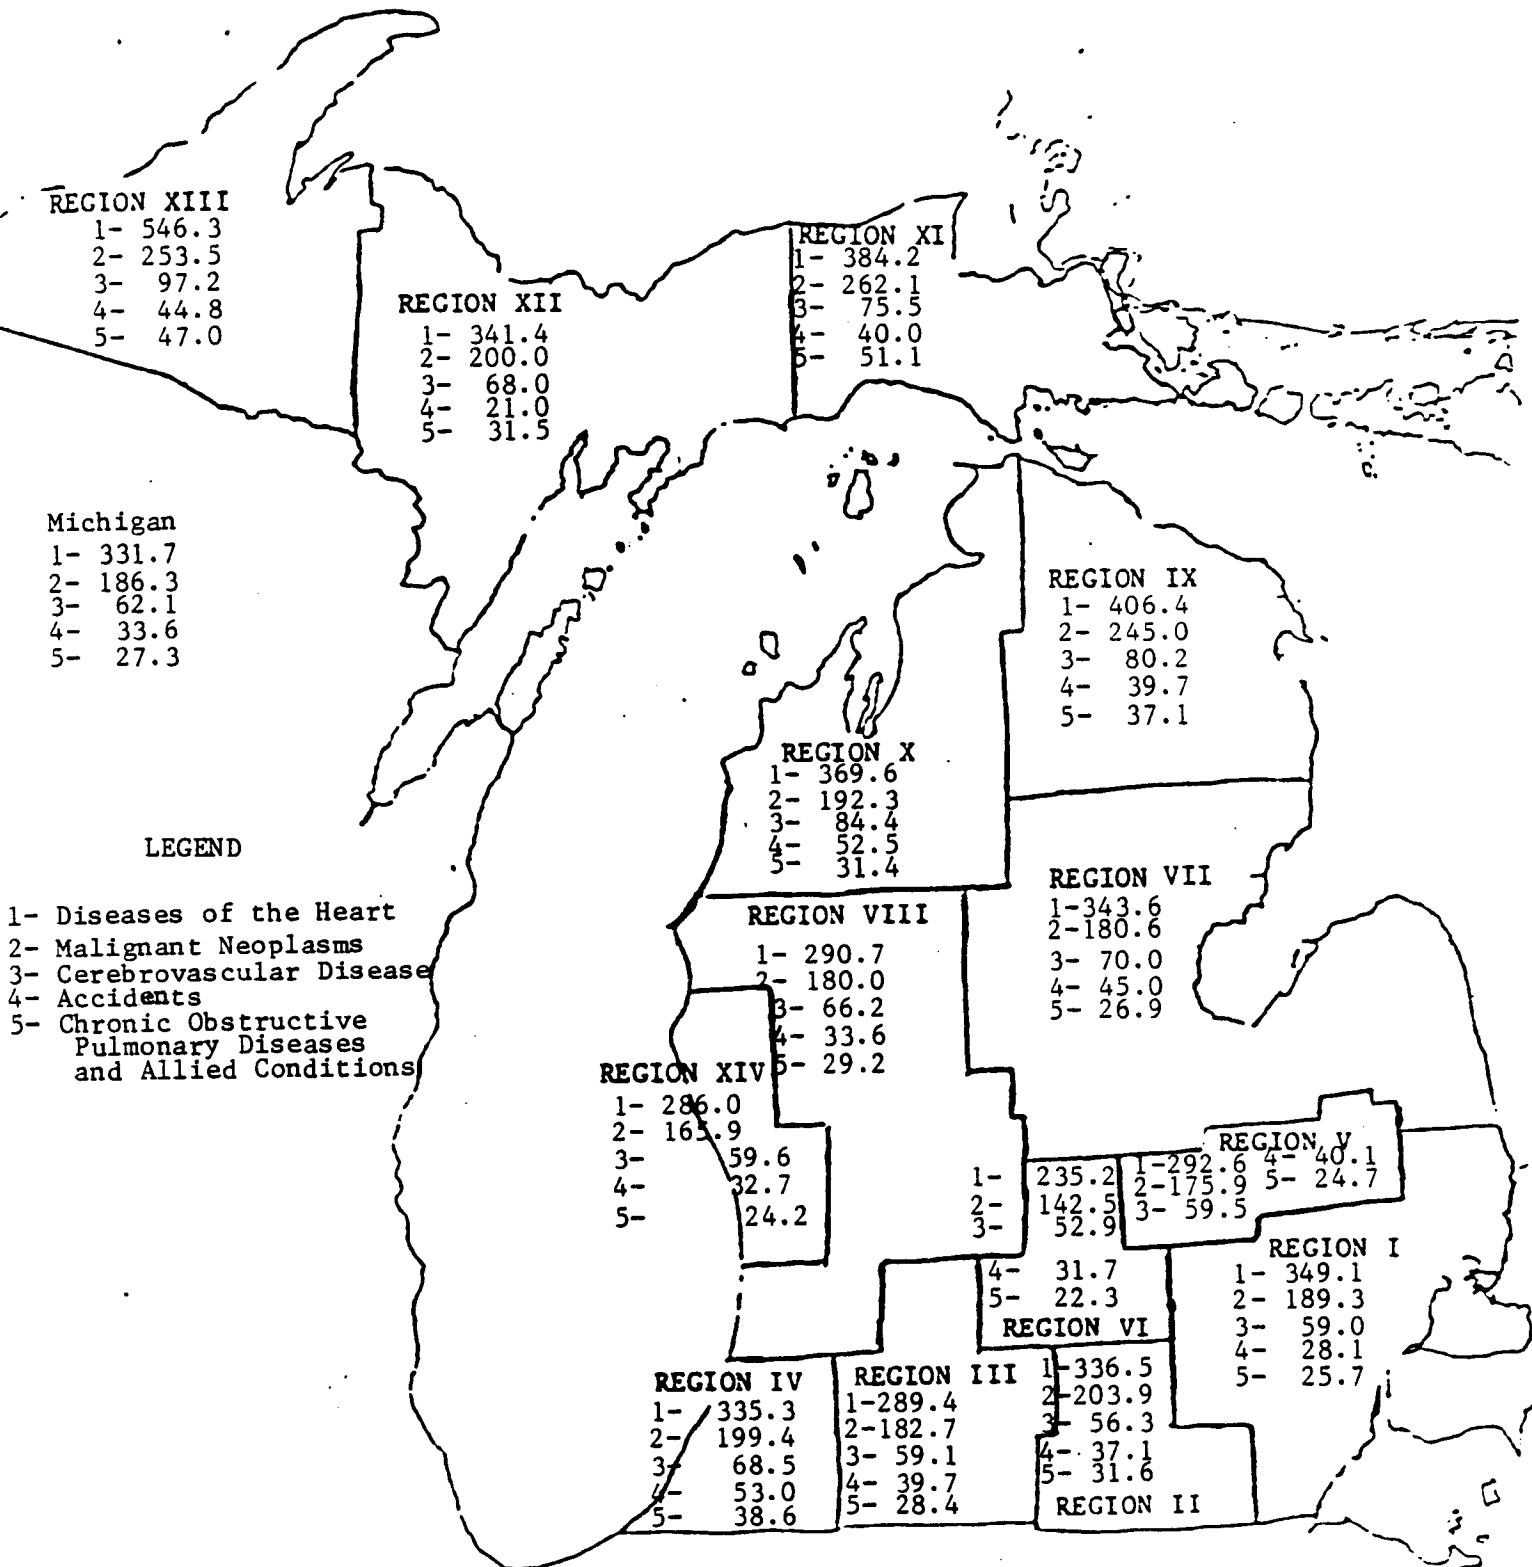 REGION XIII
1- 546.3
2- 253.5
3- 97.2
4- 44.8
5- 47.0
REGION XII
1- 341.4
2- 200.0
3- 68.0
4- 21.0
5- 31.5
REGION XI
1- 384.2
2- 262.1
3- 75.5
4- 40.0
5- 51.1
Michigan
1- 331.7
2- 186.3
3- 62.1
4- 33.6
5- 27.3
REGION IX
1- 406.4
2- 245.0
3- 80.2
4- 39.7
5- 37.1
REGION X
1- 369.6
2- 192.3
3- 84.4
4- 52.5
5- 31.4
LEGEND
1- Diseases of the Heart
2- Malignant Neoplasms
3- Cerebrovascular Disease
4- Accidents
5- Chronic Obstructive
Pulmonary Diseases
and Allied Conditions
REGION VIII
1- 290.7
2- 180.0
3- 66.2
4- 33.6
5- 29.2
REGION VII
1-343.6
2-180.6
3- 70.0
4- 45.0
5- 26.9
REGION XIV
1- 286.0
2- 165.9
3- 59.6
4- 32.7
5- 24.2
REGION V
1-292.6 4- 40.1
2-175.9 5- 24.7
3- 59.5
1- 235.2
2- 142.5
3- 52.9
4- 31.7
5- 22.3
REGION VI
REGION I
1- 349.1
2- 189.3
3- 59.0
4- 28.1
5- 25.7
REGION IV
1- 335.3
2- 199.4
3- 68.5
4- 53.0
5- 38.6
REGION III
1-289.4
2-182.7
3- 59.1
4- 39.7
5- 28.4
1-336.5
2-203.9
3- 56.3
4- 37.1
5- 31.6
REGION II